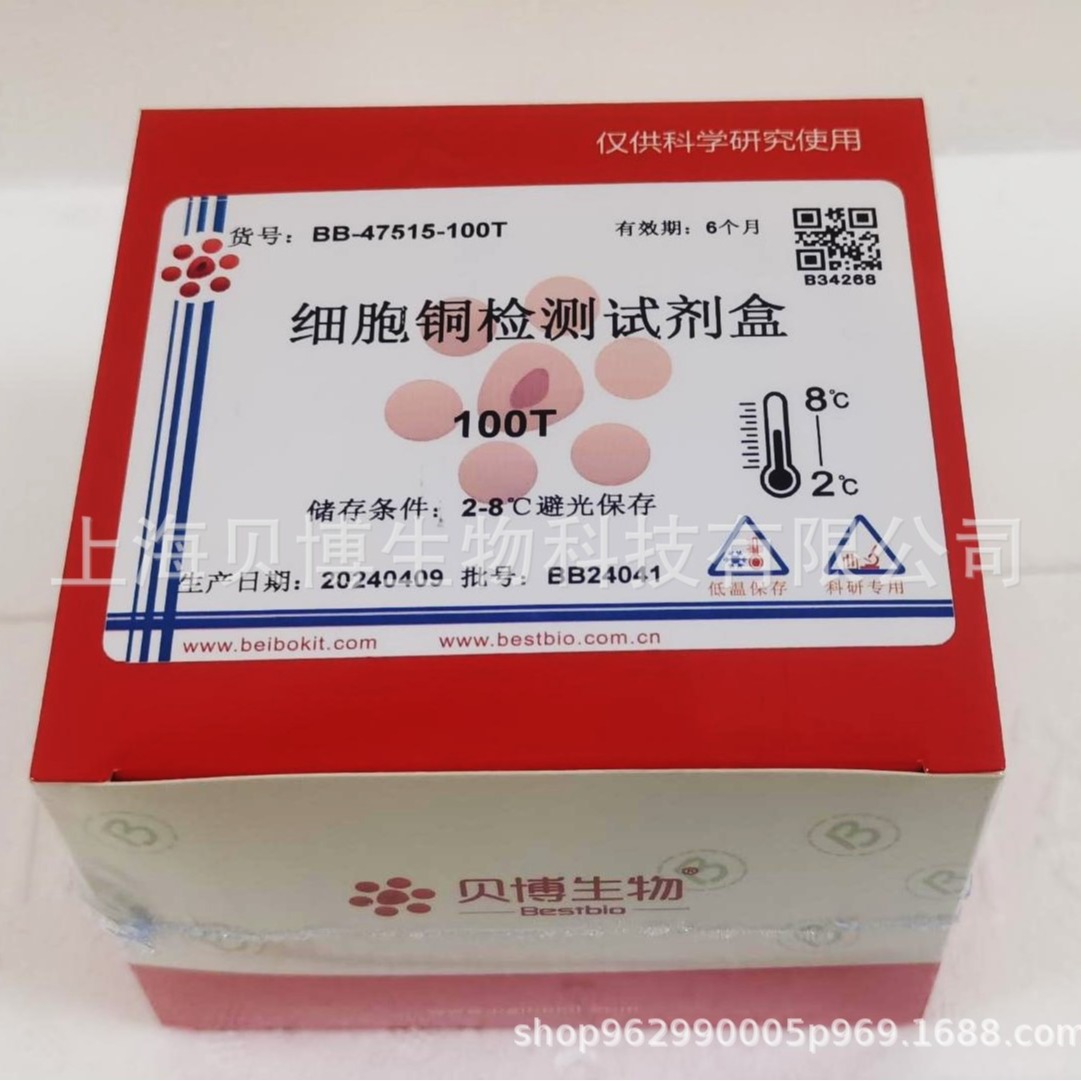 仅供科学研究使用
货号：BB-47515-100T 有效期：6个月
B34268
细胞铜检测试剂盒
100T
8℃
2℃
储存条件：2-8℃避光保存
上海贝博生物科技有限公司
生产日期：20240409 批号：BB24041
低温保存 科研专用
www.beibokit.com www.bestbio.com.cn
贝博生物®
Bestbio
shop962990005p969.1688.com